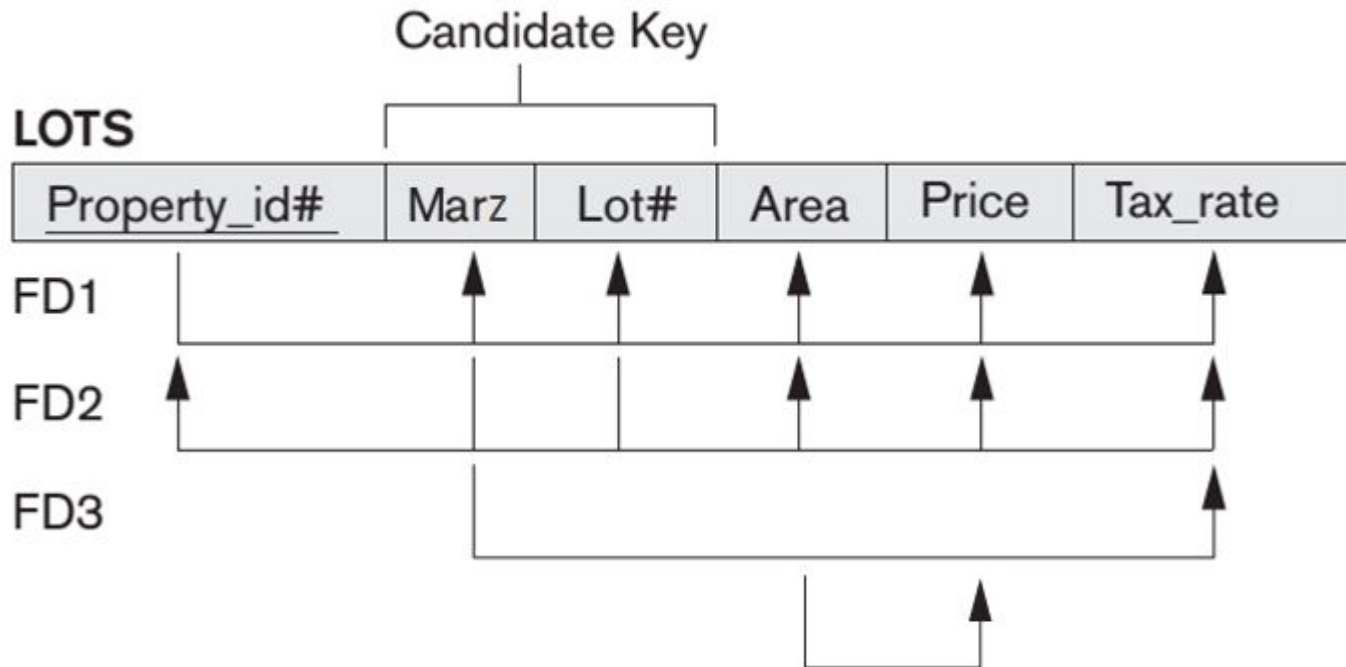 Candidate Key
LOTS
Property_id# Marz Lot# Area Price Tax_rate
FD1
FD2
FD3